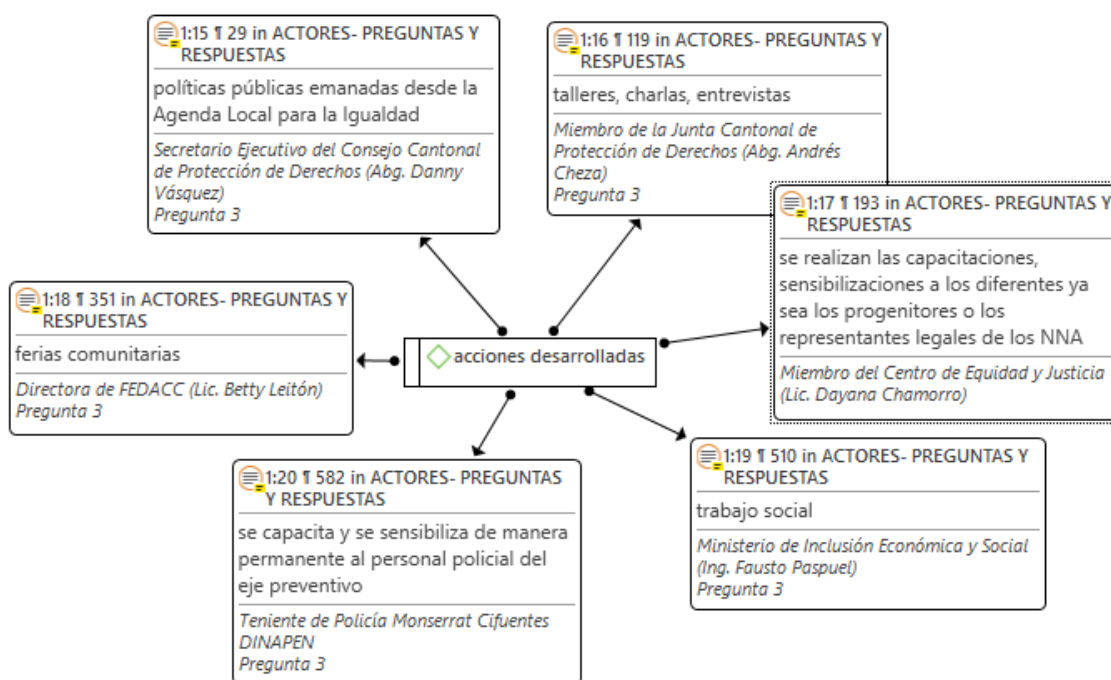 1:15 ¶ 29 in ACTORES- PREGUNTAS Y
RESPUESTAS
políticas públicas emanadas desde la
Agenda Local para la Igualdad
Secretario Ejecutivo del Consejo Cantonal
de Protección de Derechos (Abg. Danny
Vásquez)
Pregunta 3
1:16 ¶ 119 in ACTORES- PREGUNTAS Y
RESPUESTAS
talleres, charlas, entrevistas
Miembro de la Junta Cantonal de
Protección de Derechos (Abg. Andrés
Cheza)
Pregunta 3
1:17 ¶ 193 in ACTORES- PREGUNTAS Y
RESPUESTAS
se realizan las capacitaciones,
sensibilizaciones a los diferentes ya
sea los progenitores o los
representantes legales de los NNA
Miembro del Centro de Equidad y Justicia
(Lic. Dayana Chamorro)
1:18 ¶ 351 in ACTORES- PREGUNTAS Y
RESPUESTAS
ferias comunitarias
Directora de FEDACC (Lic. Betty Leitón)
Pregunta 3
acciones desarrolladas
1:20 ¶ 582 in ACTORES- PREGUNTAS
Y RESPUESTAS
se capacita y se sensibiliza de manera
permanente al personal policial del
eje preventivo
Teniente de Policía Monserrat Cifuentes
DINAPEN
Pregunta 3
1:19 ¶ 510 in ACTORES- PREGUNTAS Y
RESPUESTAS
trabajo social
Ministerio de Inclusión Económica y Social
(Ing. Fausto Paspuel)
Pregunta 3